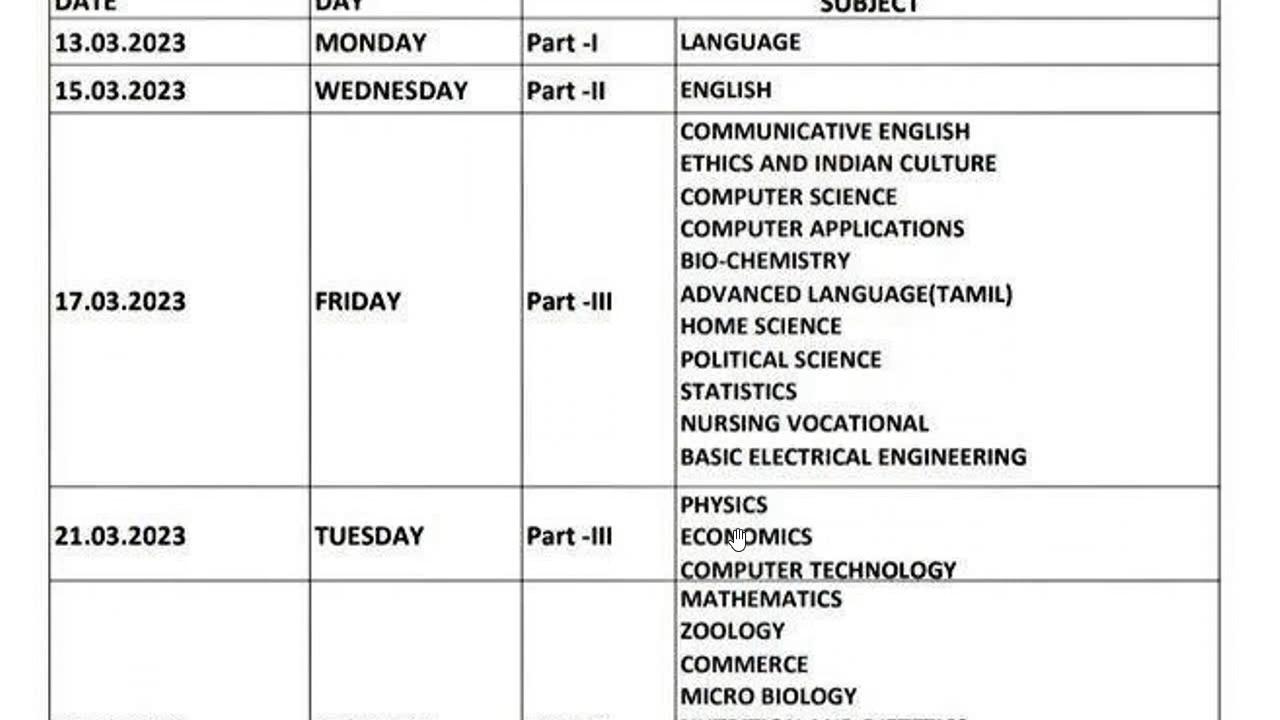 DATE DAY SUBJECT
13.03.2023 MONDAY Part -I LANGUAGE
15.03.2023 WEDNESDAY Part -II ENGLISH
COMMUNICATIVE ENGLISH
ETHICS AND INDIAN CULTURE
COMPUTER SCIENCE
COMPUTER APPLICATIONS
BIO-CHEMISTRY
ADVANCED LANGUAGE(TAMIL)
17.03.2023 FRIDAY Part -III
HOME SCIENCE
POLITICAL SCIENCE
STATISTICS
NURSING VOCATIONAL
BASIC ELECTRICAL ENGINEERING
PHYSICS
21.03.2023 TUESDAY Part -III ECONOMICS
COMPUTER TECHNOLOGY
MATHEMATICS
ZOOLOGY
COMMERCE
MICRO BIOLOGY